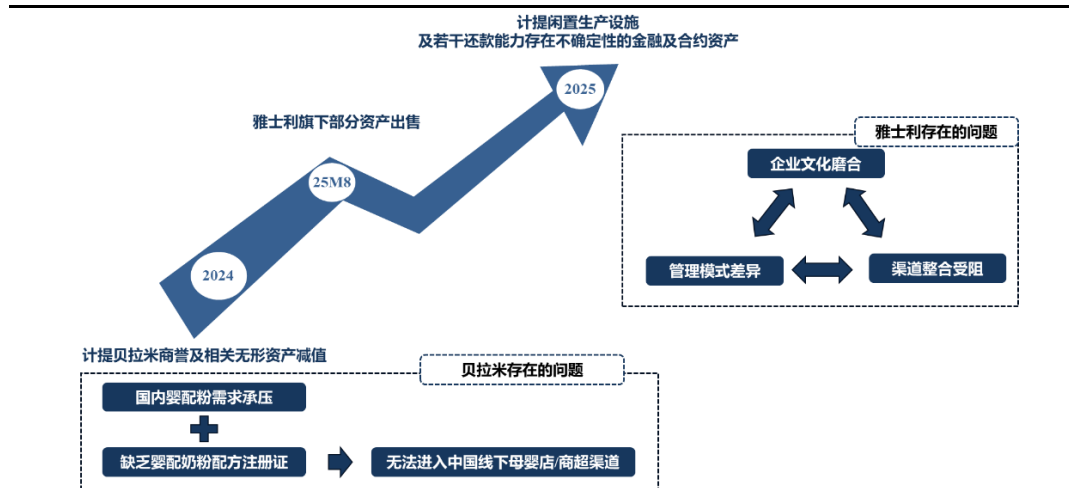 计提闲置生产设施
及若干还款能力存在不确定性的金融及合约资产
2025
雅士利旗下部分资产出售
25M8
2024
计提贝拉米商誉及相关无形资产减值
雅士利存在的问题
企业文化磨合
管理模式差异
渠道整合受阻
贝拉米存在的问题
国内婴配粉需求承压
缺乏婴配奶粉配方注册证
无法进入中国线下母婴店/商超渠道